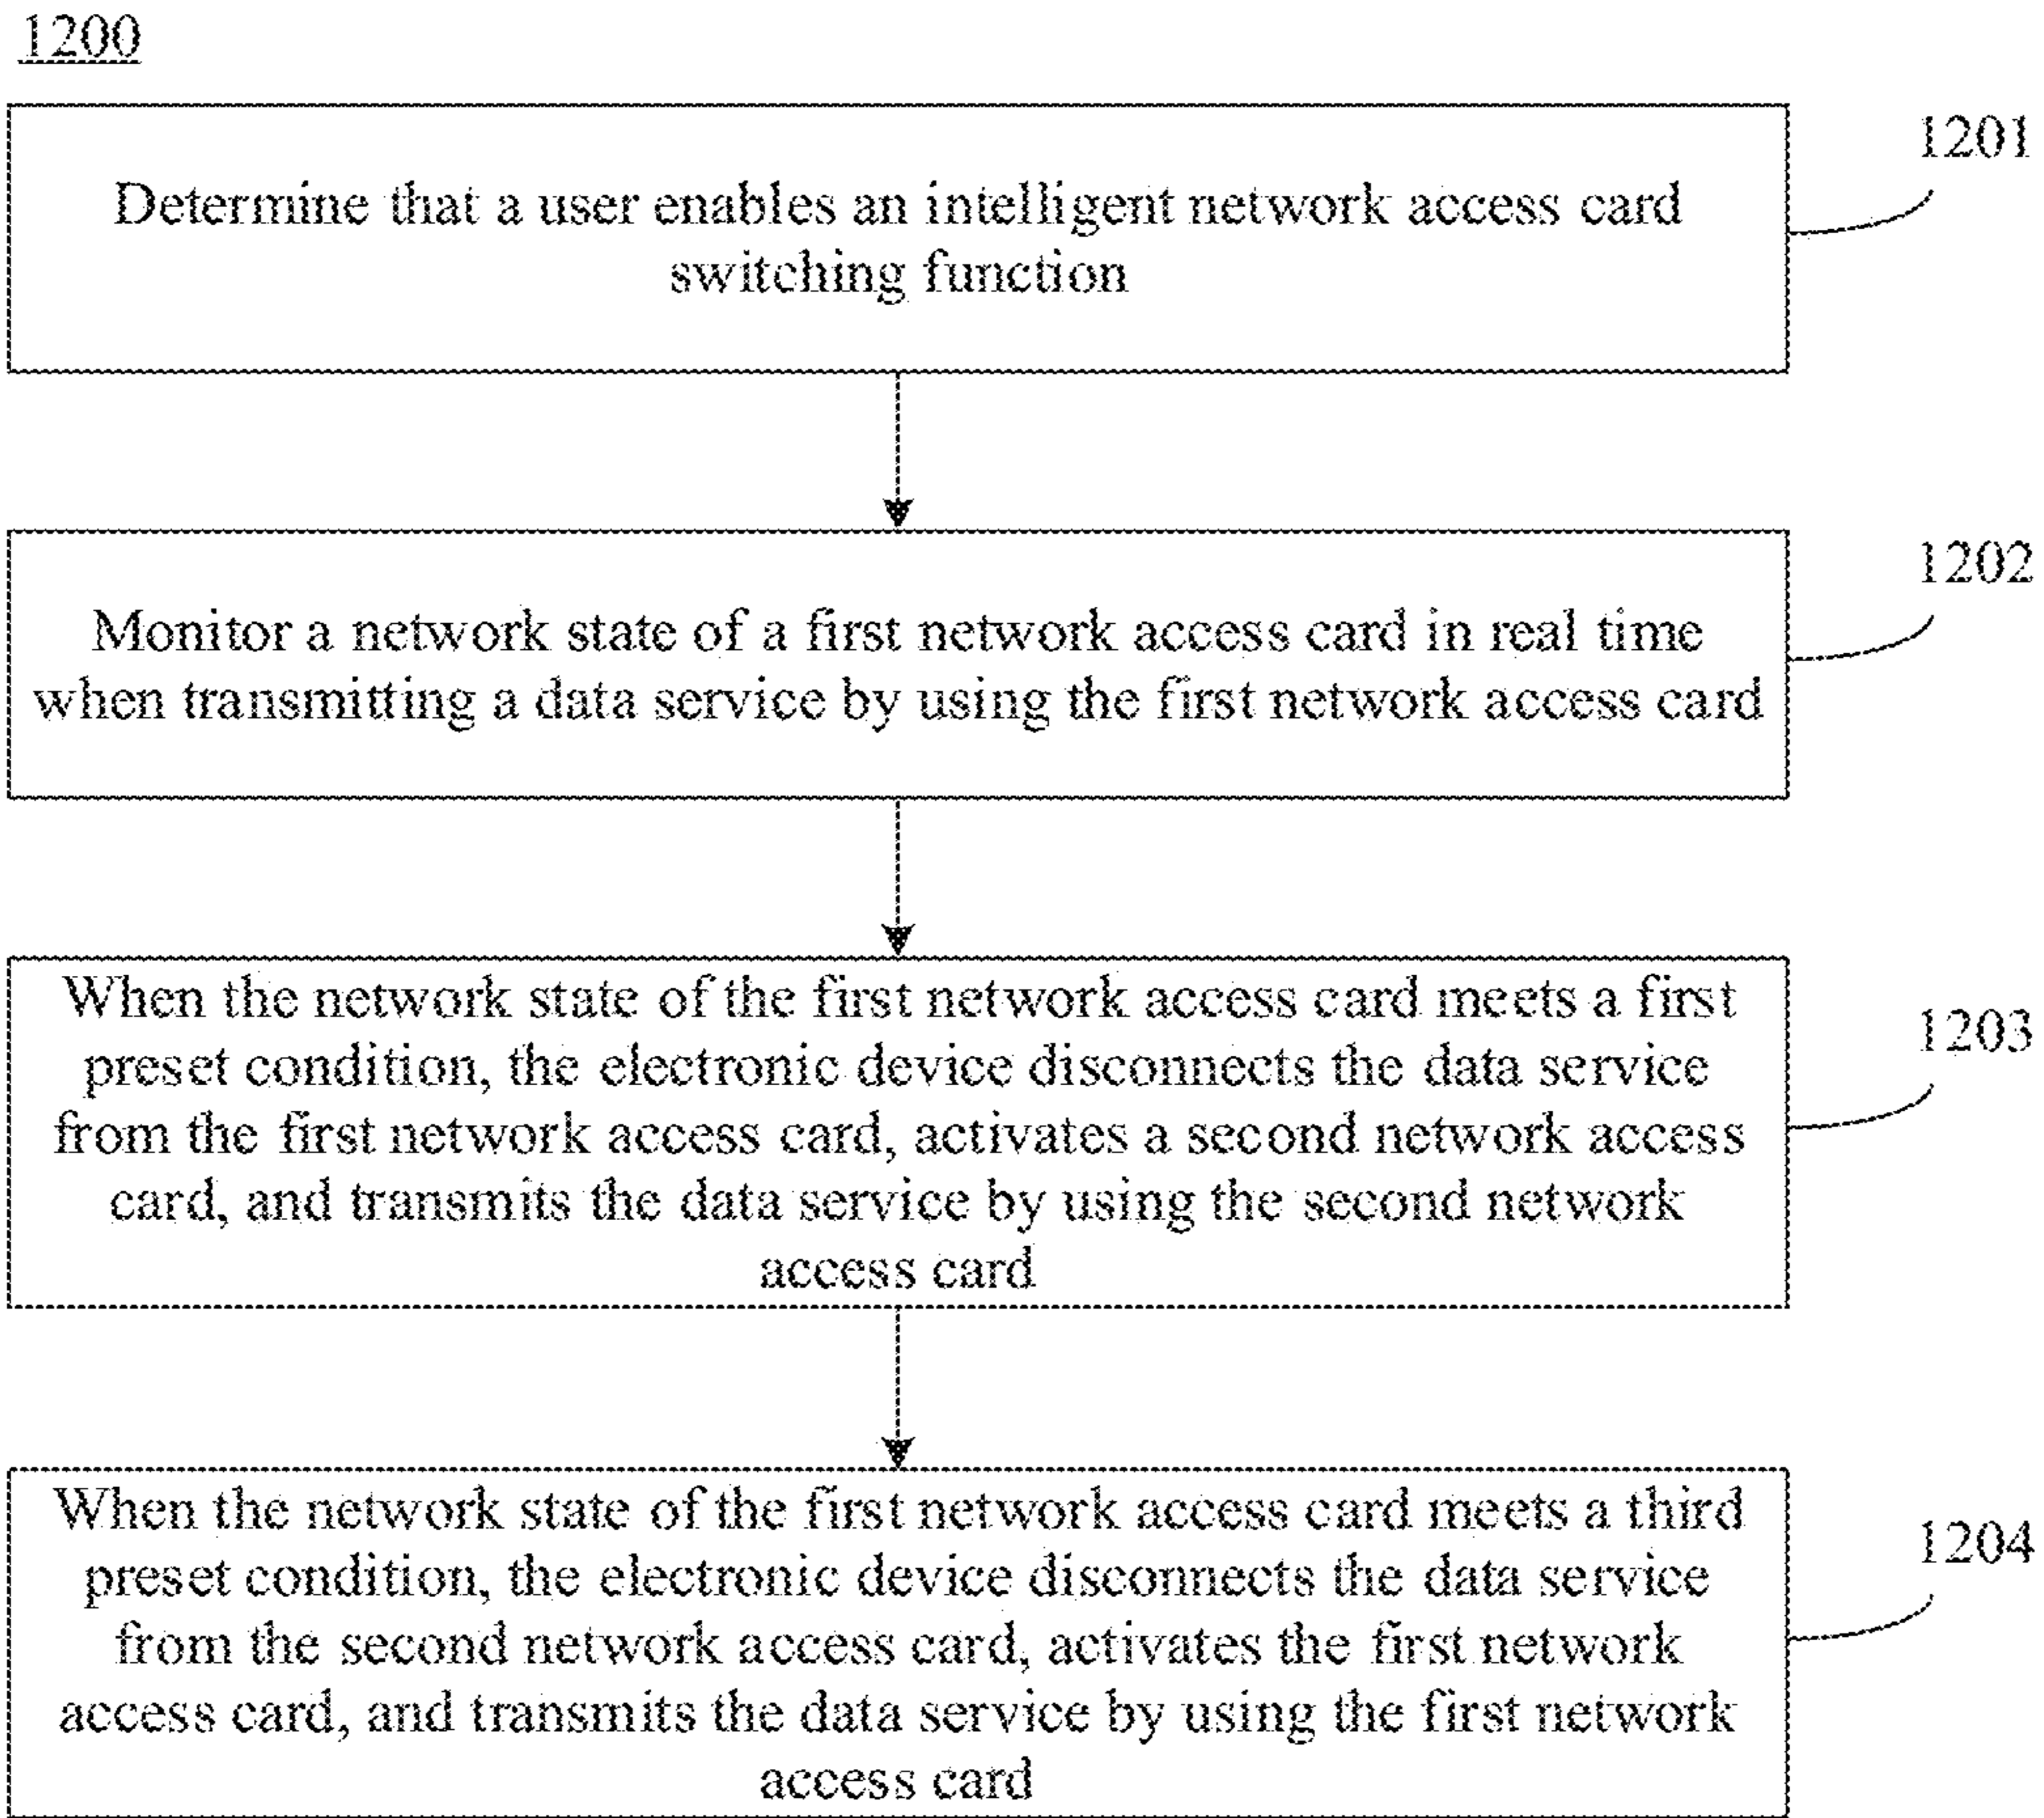 1200
1201
Determine that a user enables an intelligent network access card
switching function
1202
Monitor a network state of a first network access card in real time
when transmitting a data service by using the first network access card
1203
When the network state of the first network access card meets a first
preset condition, the electronic device disconnects the data service
from the first network access card, activates a second network access
card, and transmits the data service by using the second network
access card
1204
When the network state of the first network access card meets a third
preset condition, the electronic device disconnects the data service
from the second network access card, activates the first network
access card, and transmits the data service by using the first network
access card